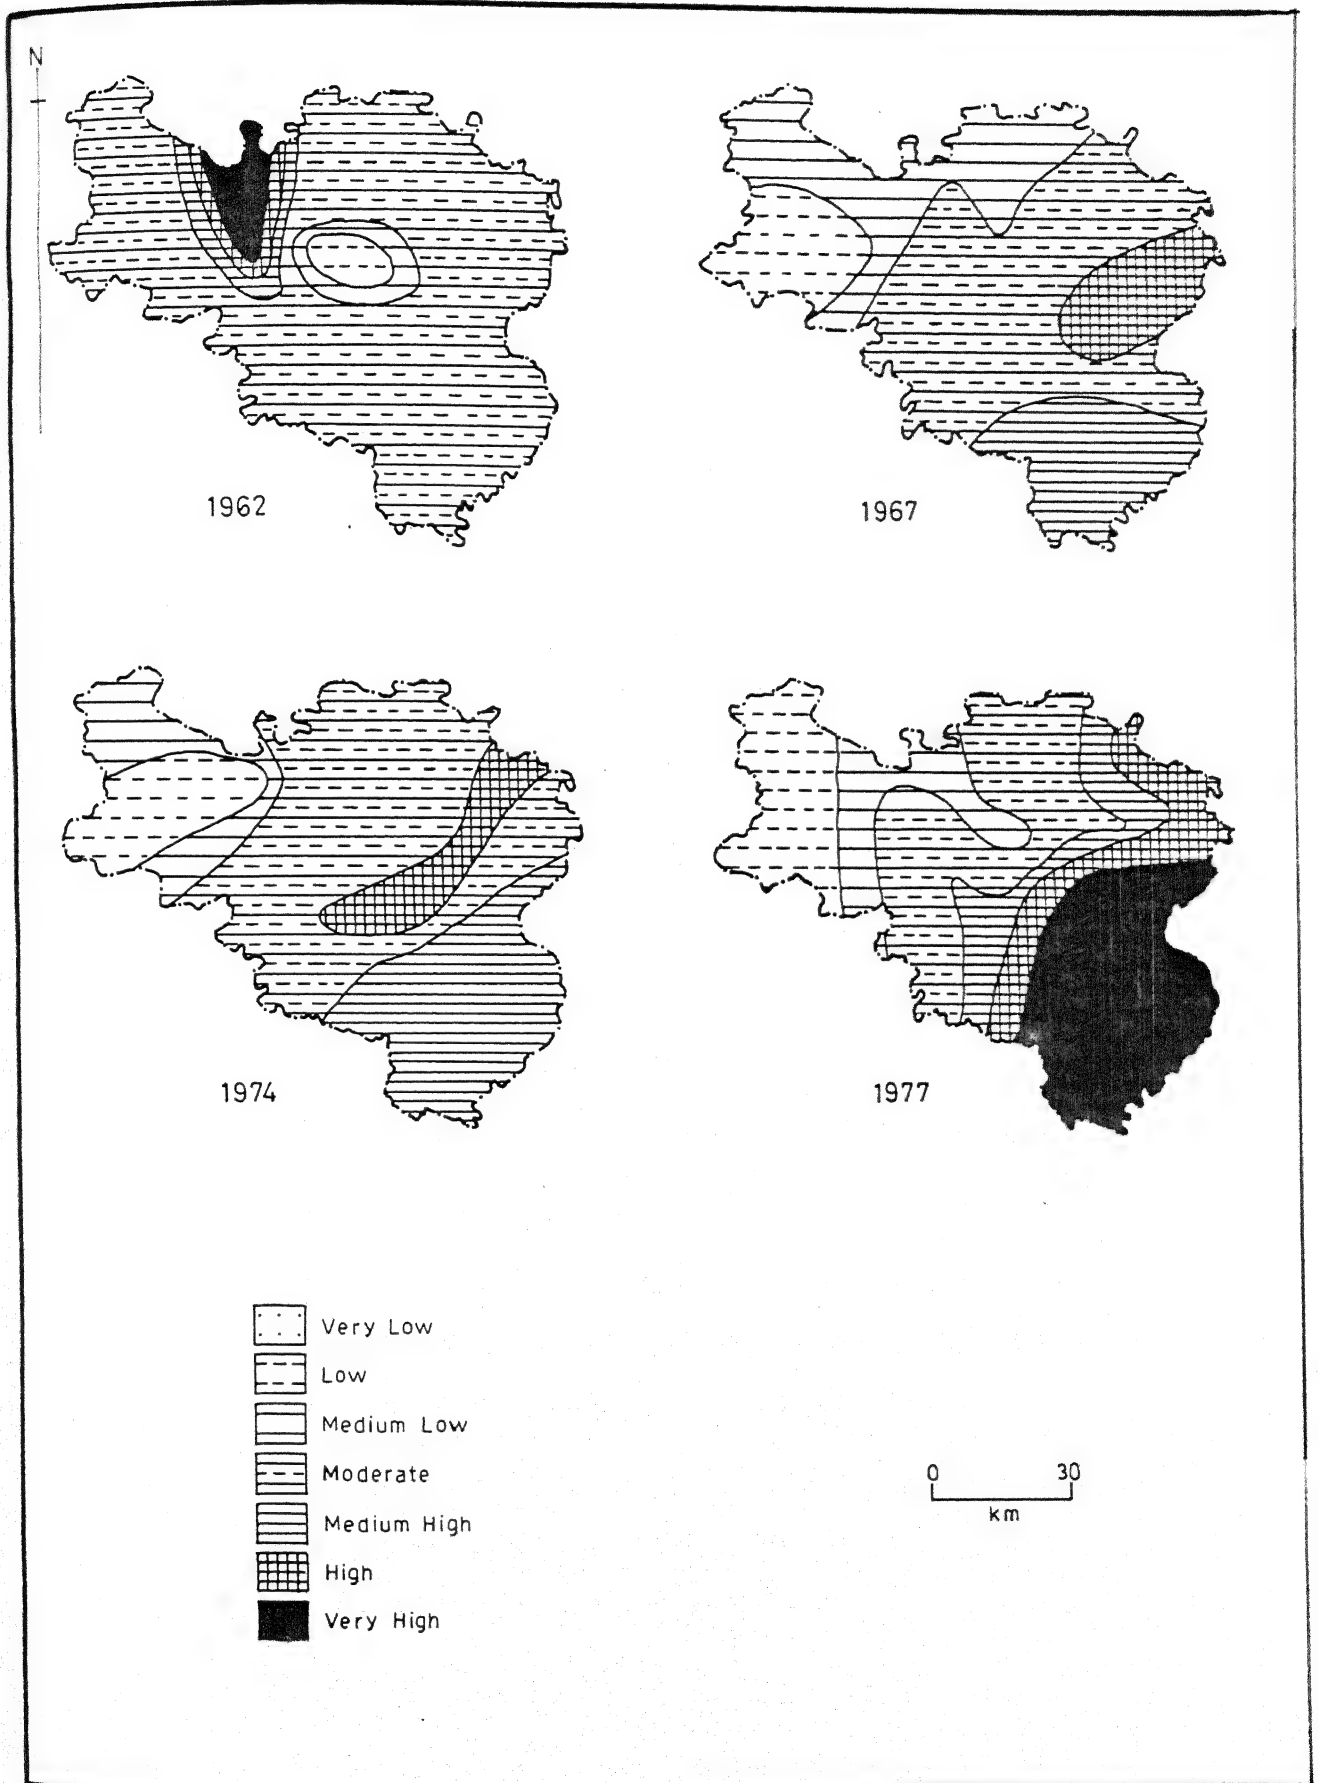 N
1962
1967
1974
1977
Very Low
Low
Medium Low
Moderate
Medium High
High
Very High
0 30
km